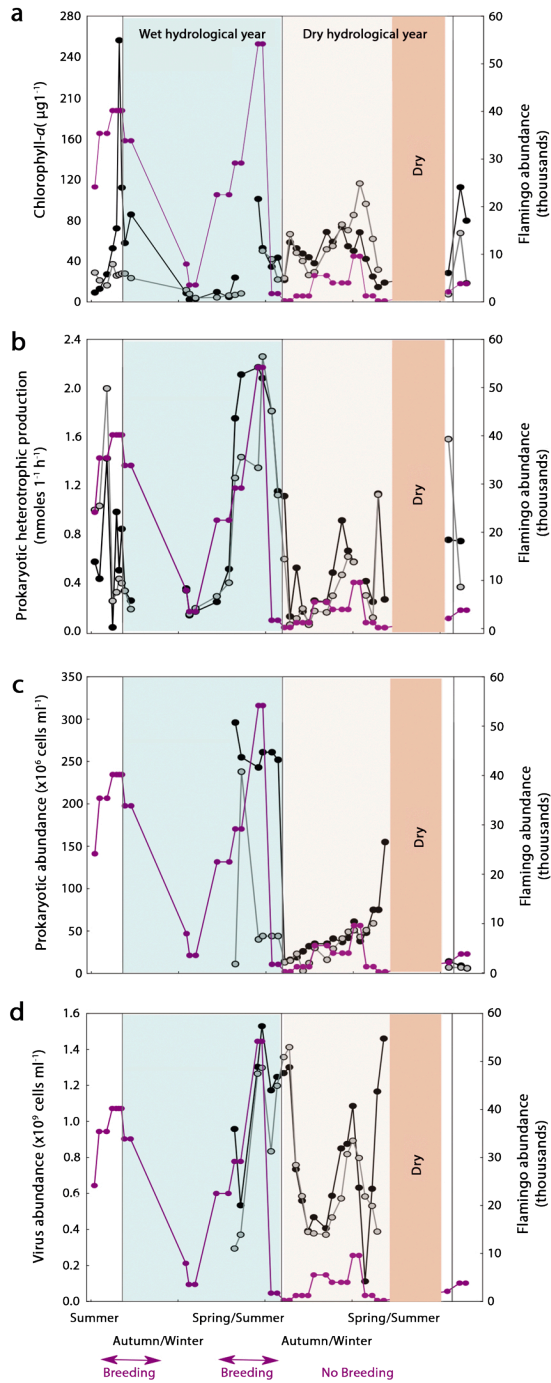 a
Wet hydrological year
Dry hydrological year
Dry
Chlorophyll-a( µg1⁻¹)
280
240
210
160
120
80
40
0
60
50
40
30
20
10
0
Flamingo abundance
(thouusands)
b
Dry
Prokaryotic heterotrophic production
(nmoles 1⁻¹ h⁻¹)
2.4
2.0
1.6
1.2
0.8
0.4
0.0
60
50
40
30
20
10
0
Flamingo abundance
(thouusands)
c
Dry
Prokaryotic abundance (x10⁶ cells ml⁻¹)
350
300
250
200
150
100
50
0
60
50
40
30
20
10
0
Flamingo abundance
(thouusands)
d
Dry
Virus abundance (x10⁹ cells ml⁻¹)
1.6
1.4
1.2
1.0
0.8
0.6
0.4
0.2
0.0
60
50
40
30
20
10
0
Flamingo abundance
(thouusands)
Summer
Spring/Summer
Spring/Summer
Autumn/Winter
Autumn/Winter
Breeding
Breeding
No Breeding